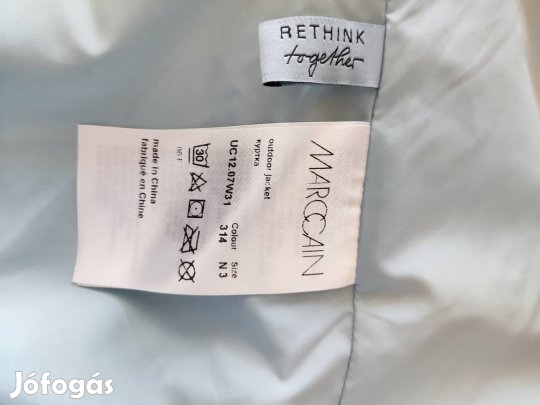 RETHINK
together
MARCCAIN
outdoor jacket
куртка
Colour Size
UC12.07W31 314 N 3
30
made in China
fabriqué en Chine
Jófogás